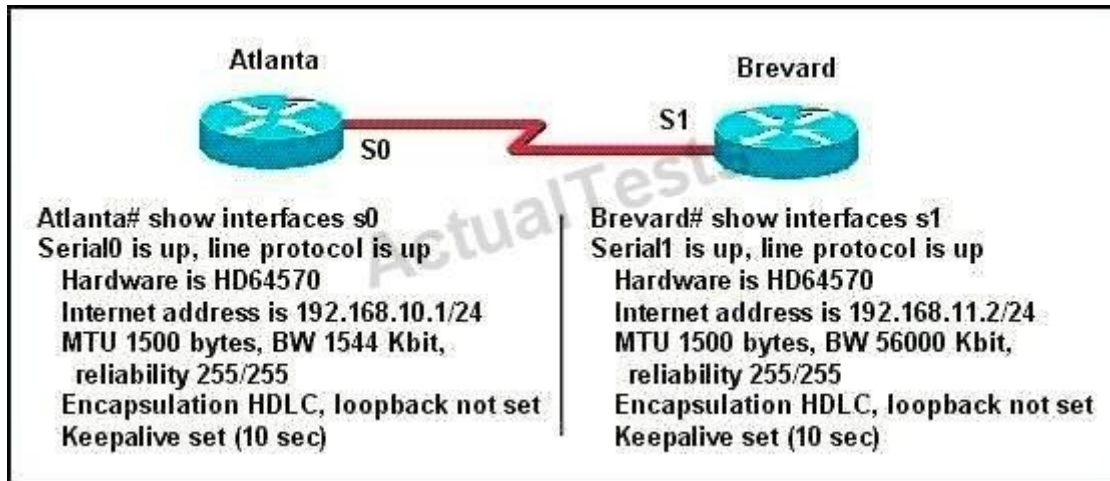 Atlanta
Brevard
S0
S1
ActualTests
Atlanta# show interfaces s0
Serial0 is up, line protocol is up
Hardware is HD64570
Internet address is 192.168.10.1/24
MTU 1500 bytes, BW 1544 Kbit,
reliability 255/255
Encapsulation HDLC, loopback not set
Keepalive set (10 sec)
Brevard# show interfaces s1
Serial1 is up, line protocol is up
Hardware is HD64570
Internet address is 192.168.11.2/24
MTU 1500 bytes, BW 56000 Kbit,
reliability 255/255
Encapsulation HDLC, loopback not set
Keepalive set (10 sec)